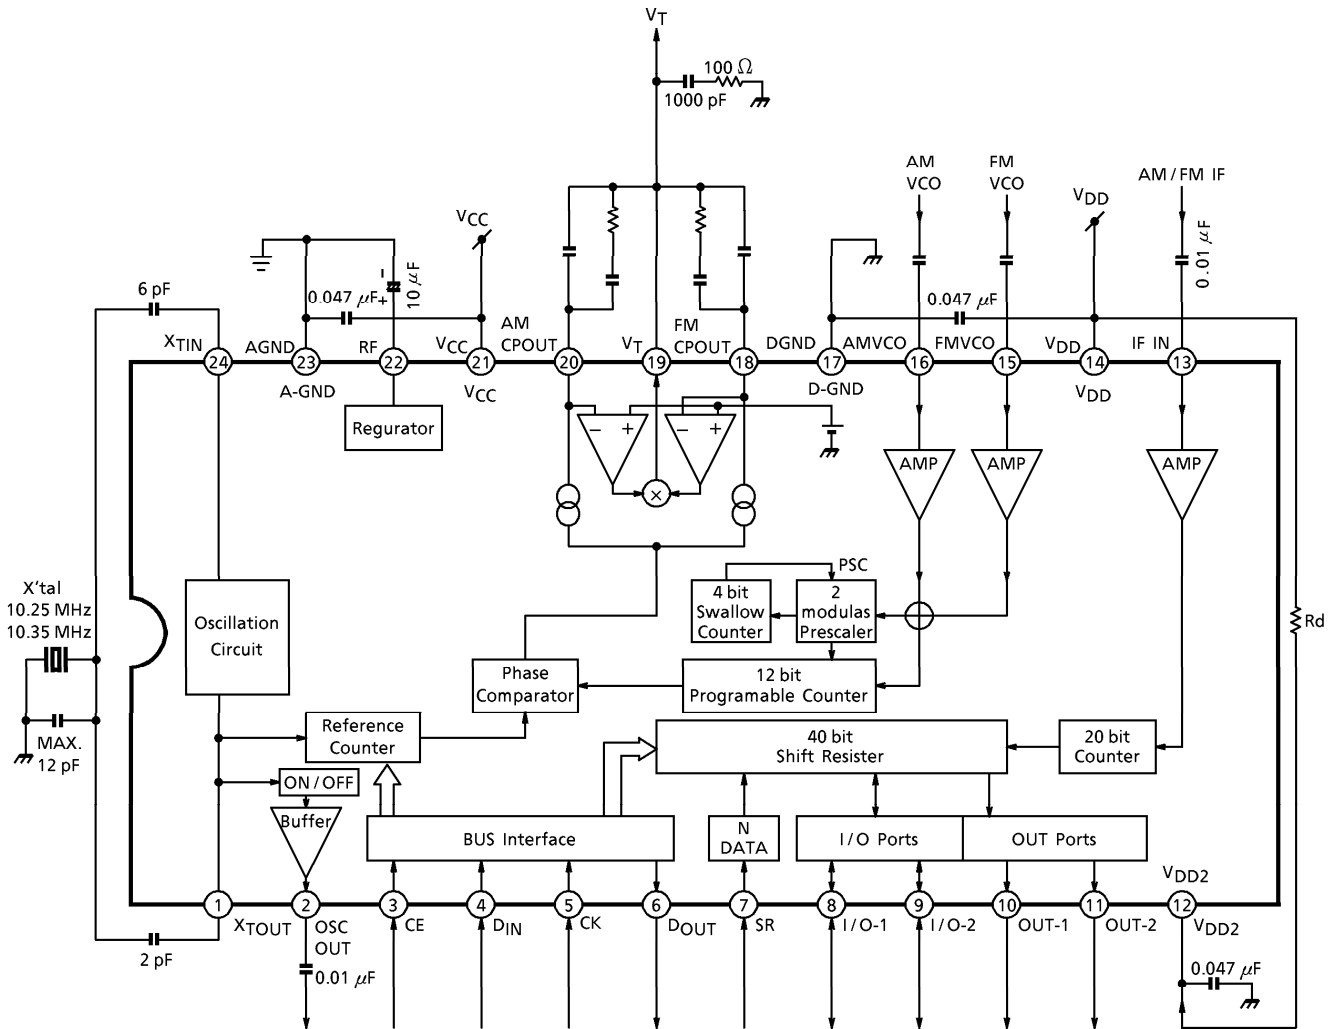 VT
100 Ω
1000 pF
AM
VCO
FM
VCO
AM/FM IF
VDD
VCC
0.01 μF
-
10 μF
6 pF
0.047 μF
+
0.047 μF
XTIN
AGND
RF
VCC
AM
CPOUT
VT
FM
CPOUT
DGND
AMVCO
FMVCO
VDD
IF IN
24
23
22
21
20
19
18
17
16
15
14
13
A-GND
VCC
D-GND
VDD
Regurator
− +
− +
×
AMP
AMP
AMP
PSC
X'tal
10.25 MHz
10.35 MHz
Oscillation
Circuit
4 bit
Swallow
Counter
2
modulas
Prescaler
Rd
Phase
Comparator
12 bit
Programable Counter
MAX.
12 pF
Reference
Counter
40 bit
Shift Register
20 bit
Counter
ON/OFF
Buffer
BUS Interface
N
DATA
I/O Ports
OUT Ports
VDD2
1
2
3
4
5
6
7
8
9
10
11
12
XTOUT
OSC
OUT
CE
DIN
CK
DOUT
SR
I/O-1
I/O-2
OUT-1
OUT-2
VDD2
2 pF
0.01 μF
0.047 μF